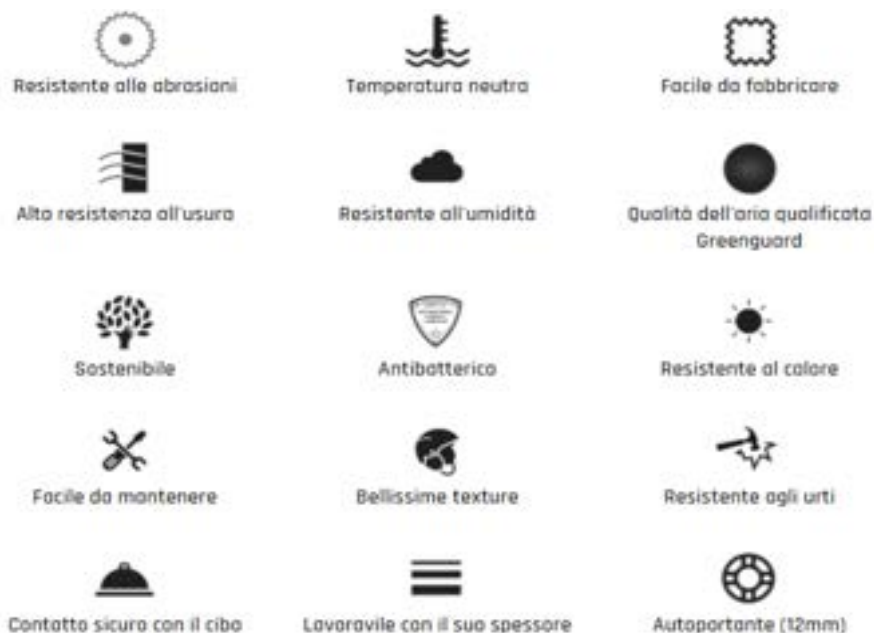 Resistente alle abrasioni
Temperatura neutra
Facile da fabbricare
Alta resistenza all'usura
Resistente all'umidità
Qualità dell'aria qualificata
Greenguard
Sostenibile
Antibatterico
Resistente al calore
Facile da mantenere
Bellissime texture
Resistente agli urti
Contatto sicuro con il cibo
Lavoravile con il suo spessore
Autoportante (12mm)